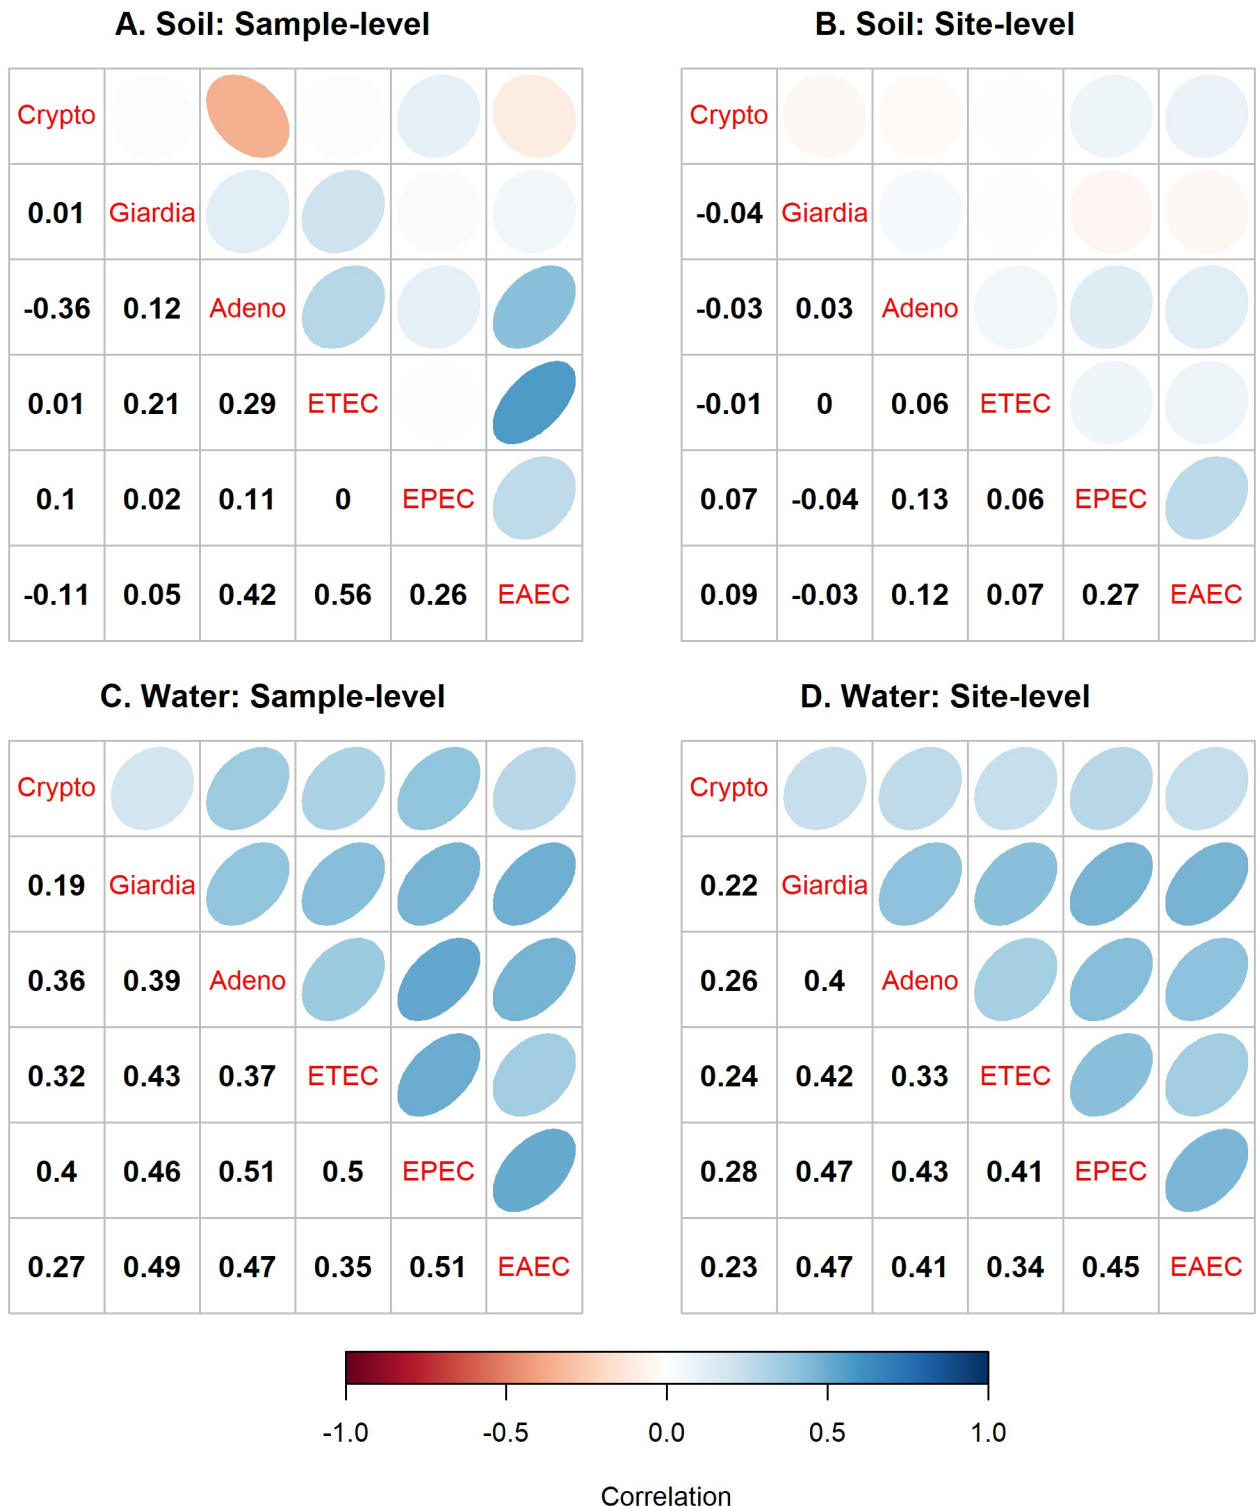 A. Soil: Sample-level
Crypto
0.01 Giardia
-0.36 0.12 Adeno
0.01 0.21 0.29 ETEC
0.1 0.02 0.11 0 EPEC
-0.11 0.05 0.42 0.56 0.26 EAEC
B. Soil: Site-level
Crypto
-0.04 Giardia
-0.03 0.03 Adeno
-0.01 0 0.06 ETEC
0.07 -0.04 0.13 0.06 EPEC
0.09 -0.03 0.12 0.07 0.27 EAEC
C. Water: Sample-level
Crypto
0.19 Giardia
0.36 0.39 Adeno
0.32 0.43 0.37 ETEC
0.4 0.46 0.51 0.5 EPEC
0.27 0.49 0.47 0.35 0.51 EAEC
D. Water: Site-level
Crypto
0.22 Giardia
0.26 0.4 Adeno
0.24 0.42 0.33 ETEC
0.28 0.47 0.43 0.41 EPEC
0.23 0.47 0.41 0.34 0.45 EAEC
-1.0 -0.5 0.0 0.5 1.0
Correlation